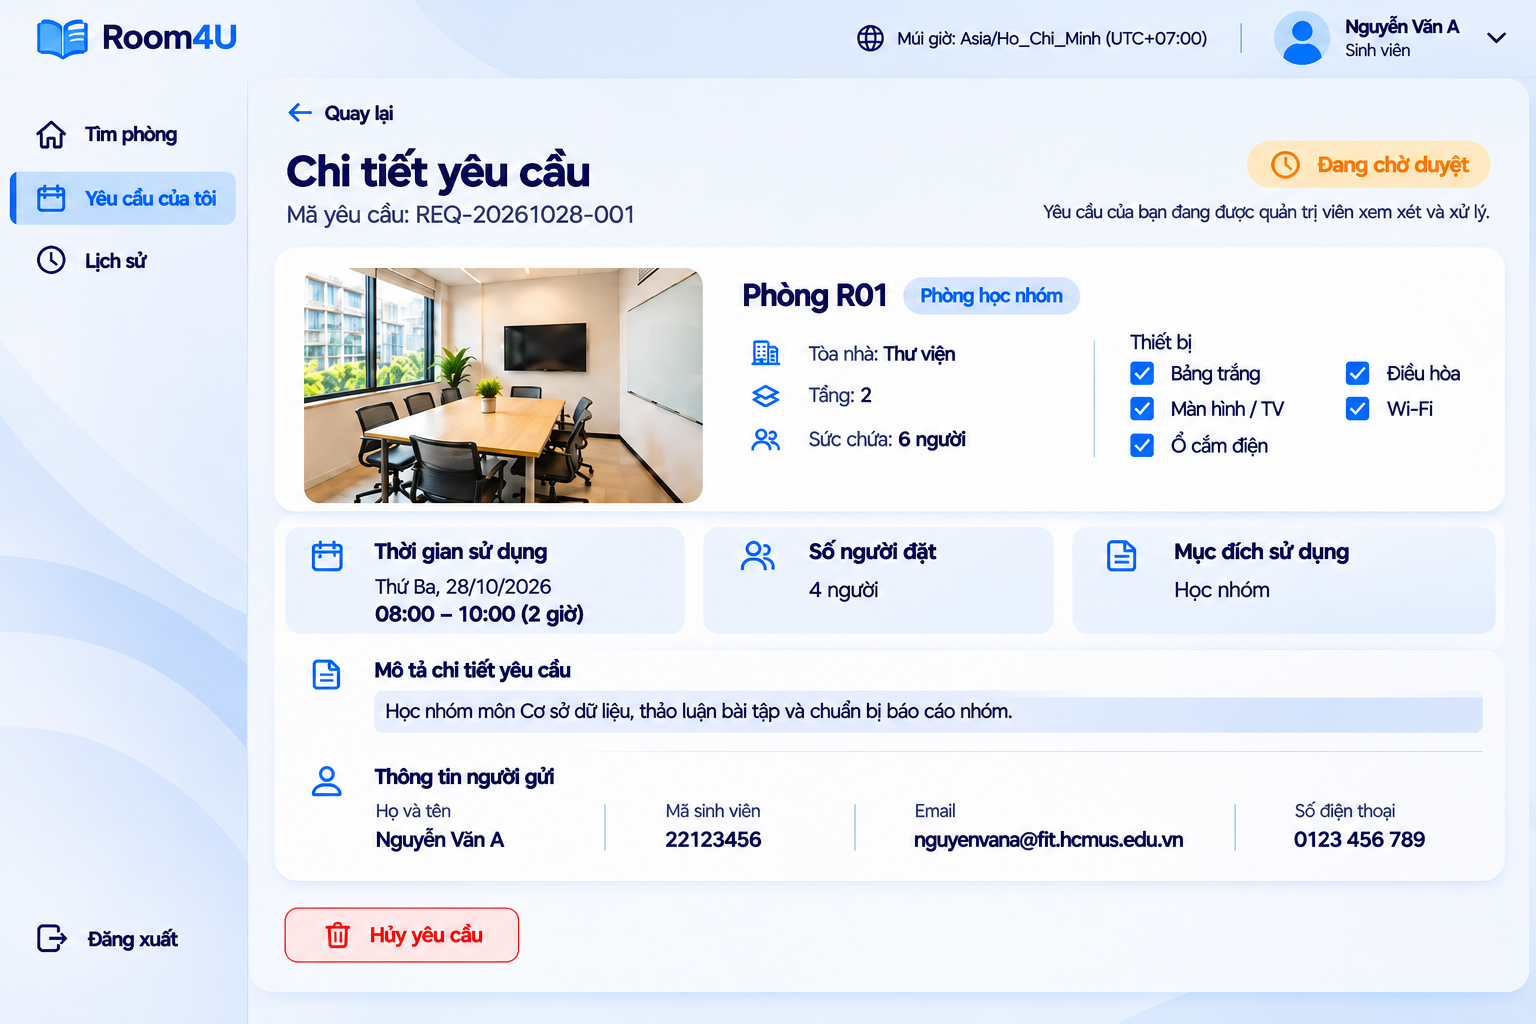 Room4U
Múi giờ: Asia/Ho_Chi_Minh (UTC+07:00)
Nguyễn Văn A
Sinh viên
Tìm phòng
Yêu cầu của tôi
Lịch sử
Đăng xuất
Quay lại
Chi tiết yêu cầu
Mã yêu cầu: REQ-20261028-001
Đang chờ duyệt
Yêu cầu của bạn đang được quản trị viên xem xét và xử lý.
Phòng R01
Phòng học nhóm
Tòa nhà: Thư viện
Tầng: 2
Sức chứa: 6 người
Thiết bị
Bảng trắng
Điều hòa
Màn hình / TV
Wi-Fi
Ổ cắm điện
Thời gian sử dụng
Thứ Ba, 28/10/2026
08:00 – 10:00 (2 giờ)
Số người đặt
4 người
Mục đích sử dụng
Học nhóm
Mô tả chi tiết yêu cầu
Học nhóm môn Cơ sở dữ liệu, thảo luận bài tập và chuẩn bị báo cáo nhóm.
Thông tin người gửi
Họ và tên
Nguyễn Văn A
Mã sinh viên
22123456
Email
nguyenvana@fit.hcmus.edu.vn
Số điện thoại
0123 456 789
Hủy yêu cầu